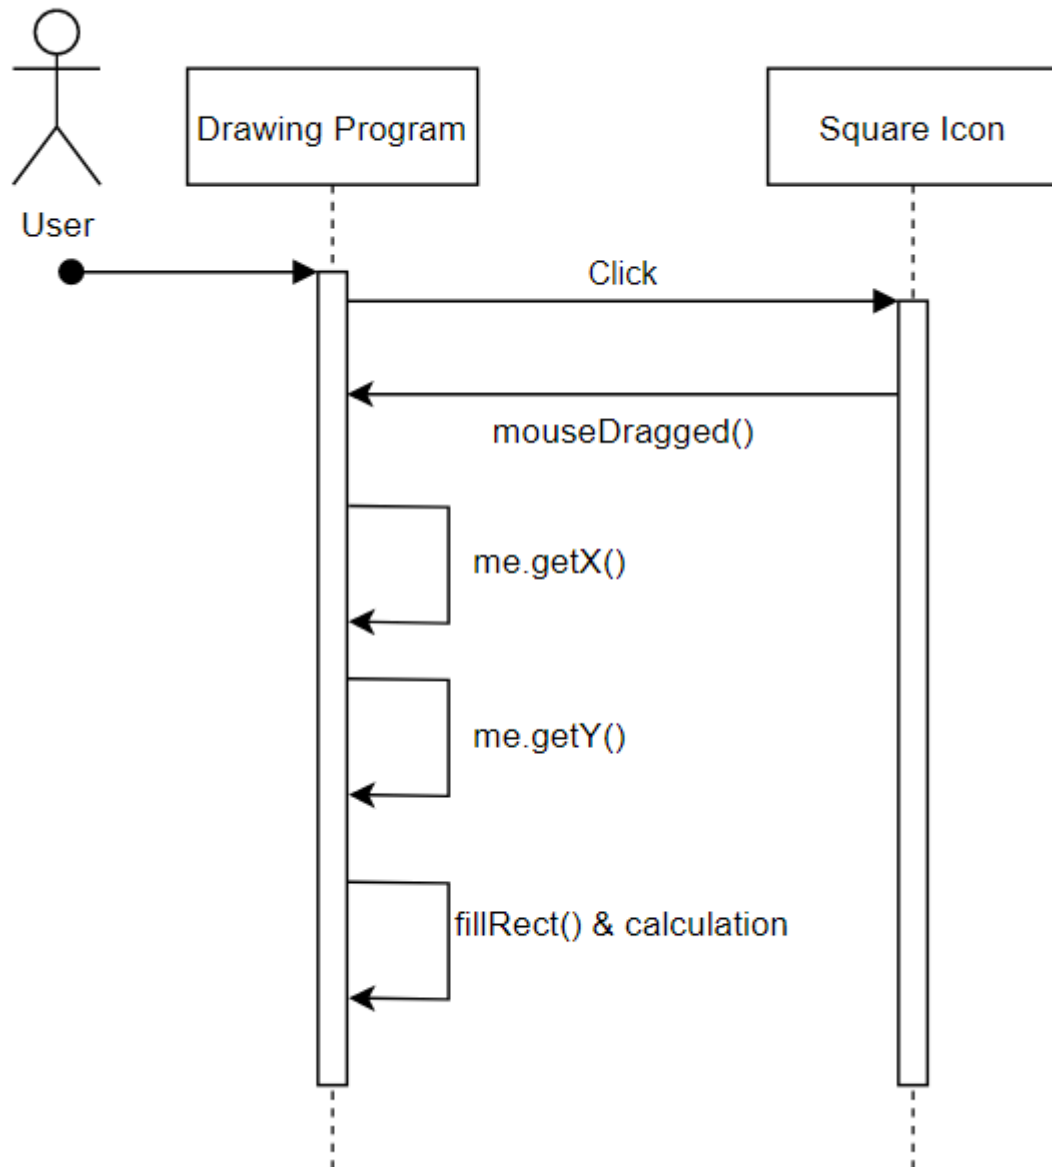 Drawing Program
Square Icon
User
Click
mouseDragged()
me.getX()
me.getY()
fillRect() & calculation